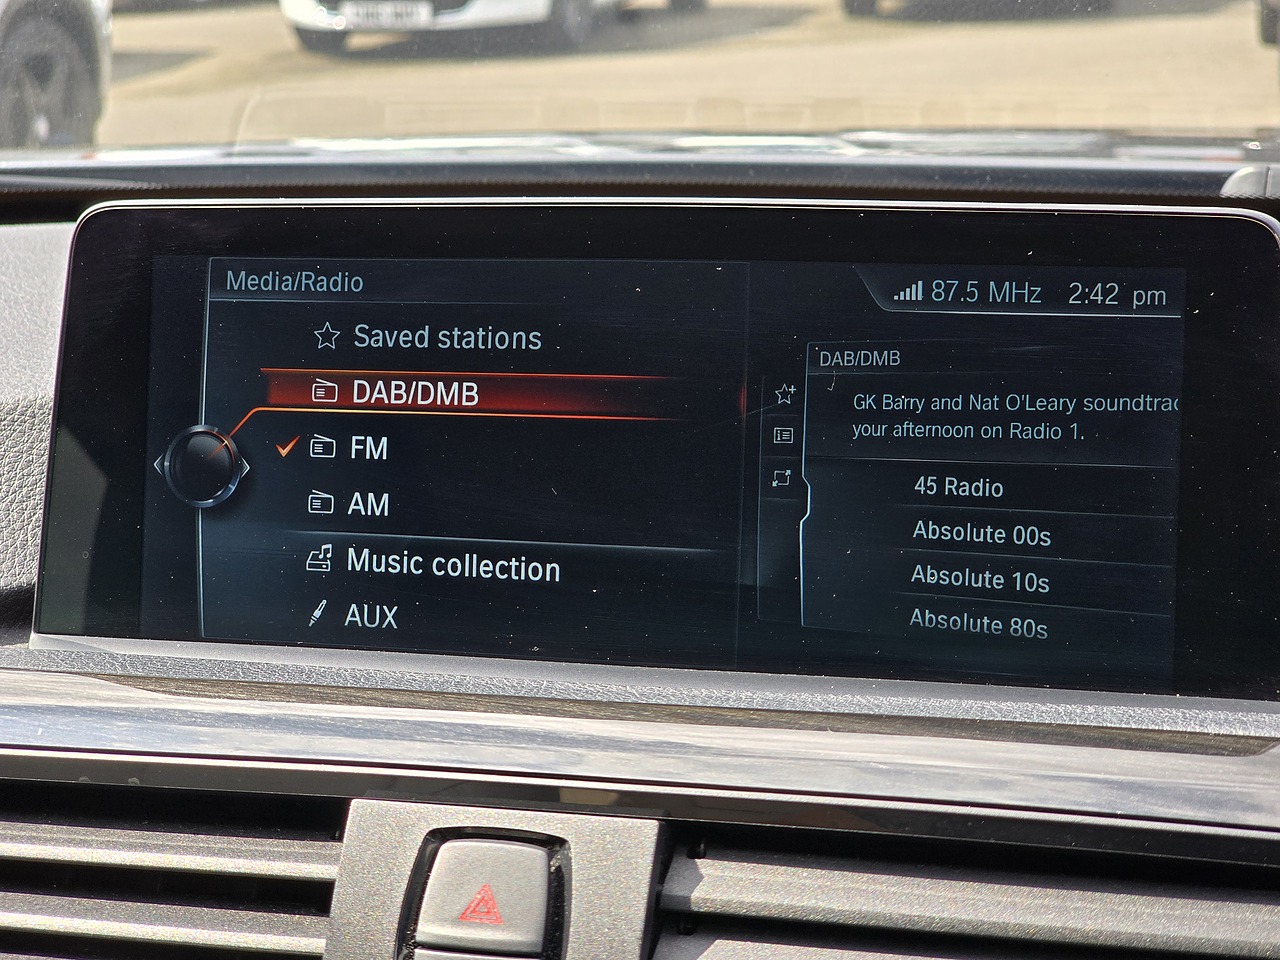 Media/Radio
87.5 MHz 2:42 pm
Saved stations
DAB/DMB
FM
AM
Music collection
AUX
DAB/DMB
GK Barry and Nat O'Leary soundtrac
your afternoon on Radio 1.
45 Radio
Absolute 00s
Absolute 10s
Absolute 80s